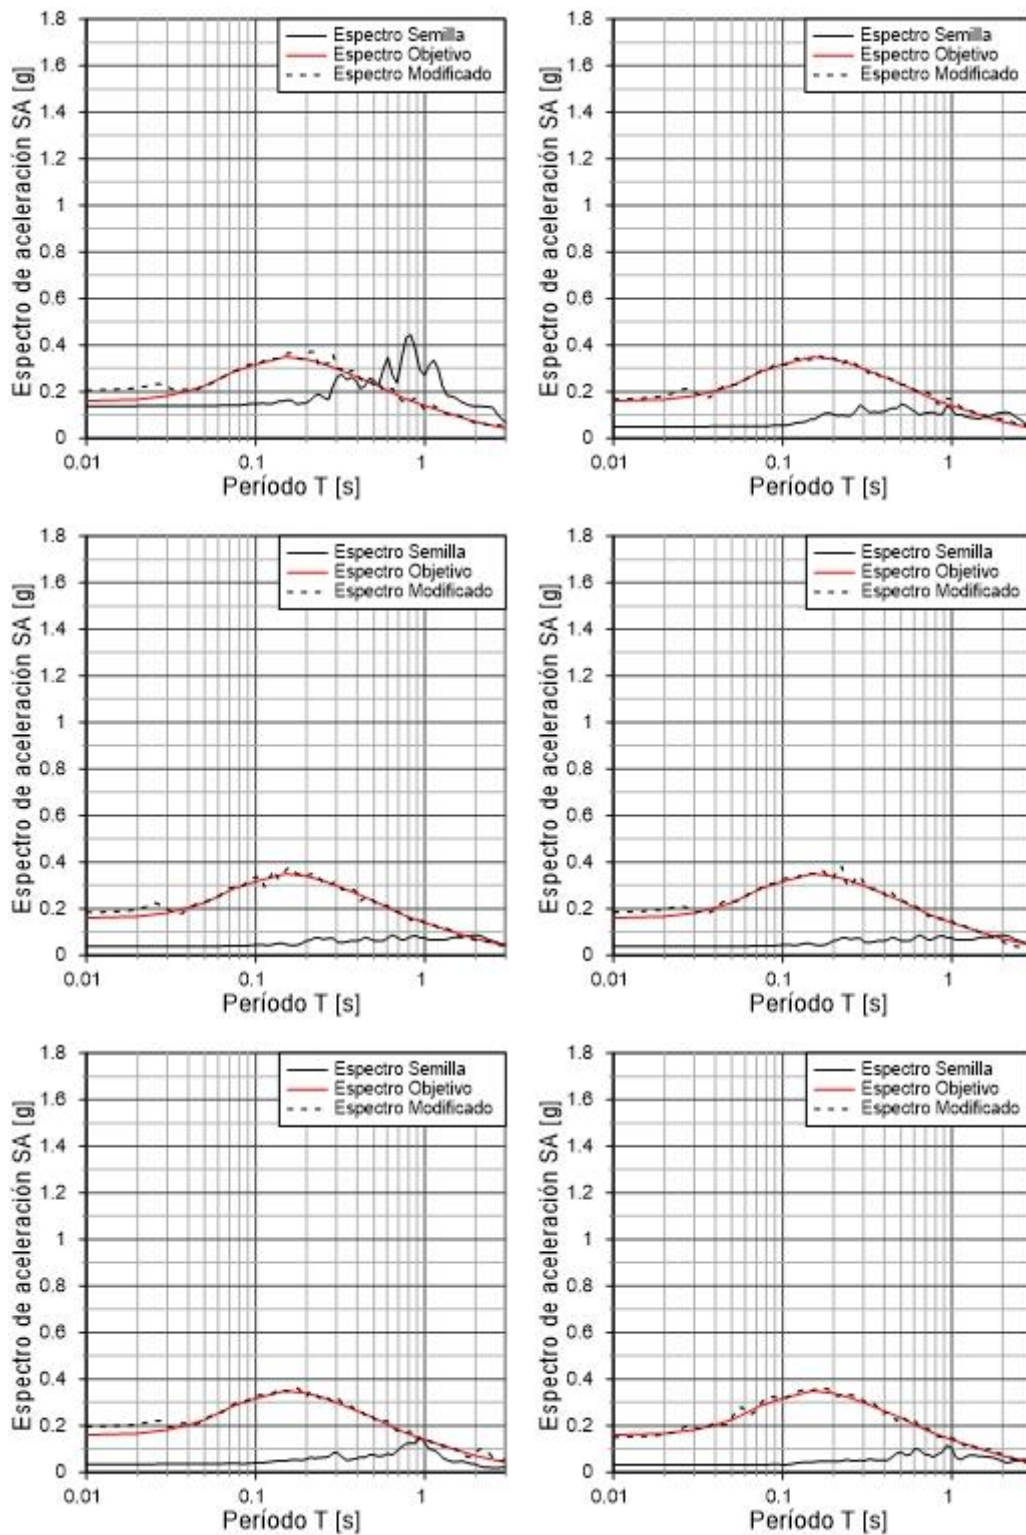 Espectro de aceleración SA [g]
1.8
1.6
1.4
1.2
1
0.8
0.6
0.4
0.2
0
Espectro Semilla
Espectro Objetivo
Espectro Modificado
0.01
0.1
1
Período T [s]
Espectro de aceleración SA [g]
1.8
1.6
1.4
1.2
1
0.8
0.6
0.4
0.2
0
Espectro Semilla
Espectro Objetivo
Espectro Modificado
0.01
0.1
1
Período T [s]
Espectro de aceleración SA [g]
1.8
1.6
1.4
1.2
1
0.8
0.6
0.4
0.2
0
Espectro Semilla
Espectro Objetivo
Espectro Modificado
0.01
0.1
1
Período T [s]
Espectro de aceleración SA [g]
1.8
1.6
1.4
1.2
1
0.8
0.6
0.4
0.2
0
Espectro Semilla
Espectro Objetivo
Espectro Modificado
0.01
0.1
1
Período T [s]
Espectro de aceleración SA [g]
1.8
1.6
1.4
1.2
1
0.8
0.6
0.4
0.2
0
Espectro Semilla
Espectro Objetivo
Espectro Modificado
0.01
0.1
1
Período T [s]
Espectro de aceleración SA [g]
1.8
1.6
1.4
1.2
1
0.8
0.6
0.4
0.2
0
Espectro Semilla
Espectro Objetivo
Espectro Modificado
0.01
0.1
1
Período T [s]